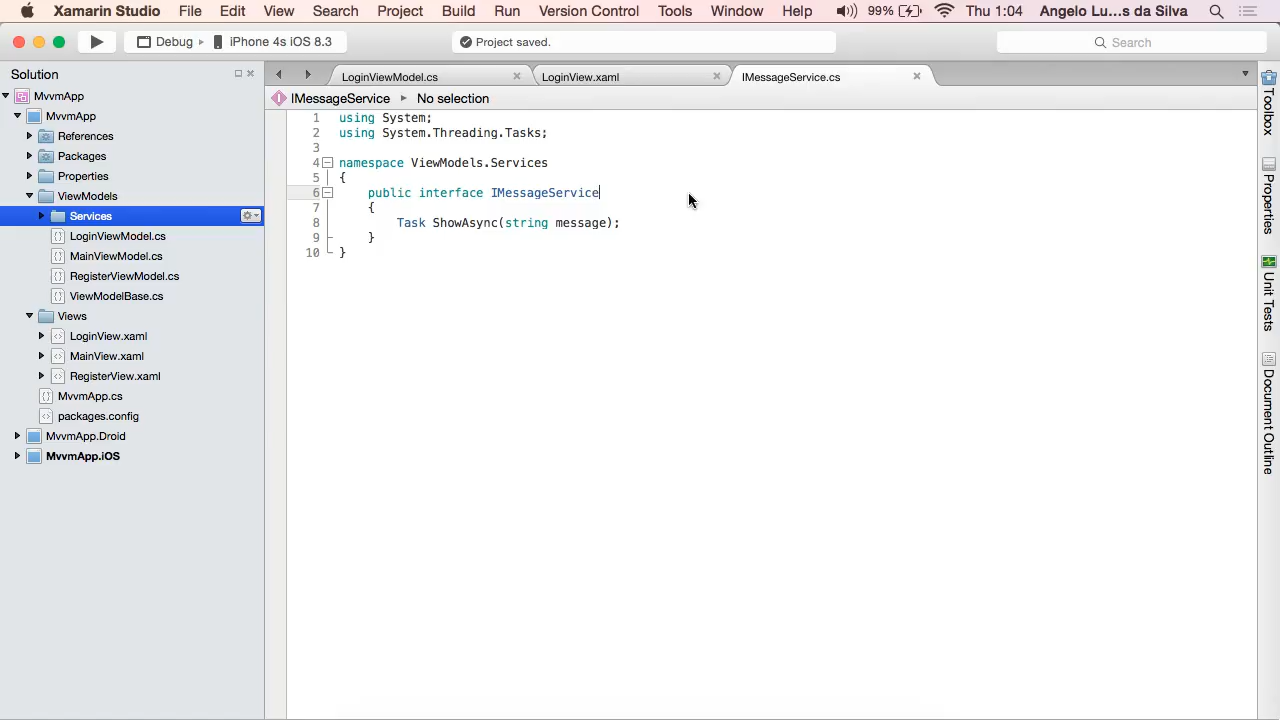 Xamarin Studio File Edit View Search Project Build Run Version Control Tools Window Help 99% Thu 1:04 Angelo Lu...s da Silva
Debug iPhone 4s iOS 8.3 Project saved. Search
Solution
MvvmApp
MvvmApp
References
Packages
Properties
ViewModels
Services
LoginViewModel.cs
MainViewModel.cs
RegisterViewModel.cs
ViewModelBase.cs
Views
LoginView.xaml
MainView.xaml
RegisterView.xaml
MvvmApp.cs
packages.config
MvvmApp.Droid
MvvmApp.iOS
LoginViewModel.cs LoginView.xaml IMessageService.cs
IMessageService No selection
1 using System;
2 using System.Threading.Tasks;
3
4 namespace ViewModels.Services
5 {
6 public interface IMessageService
7 {
8 Task ShowAsync(string message);
9 }
10 }
Toolbox
Properties
Unit Tests
Document Outline